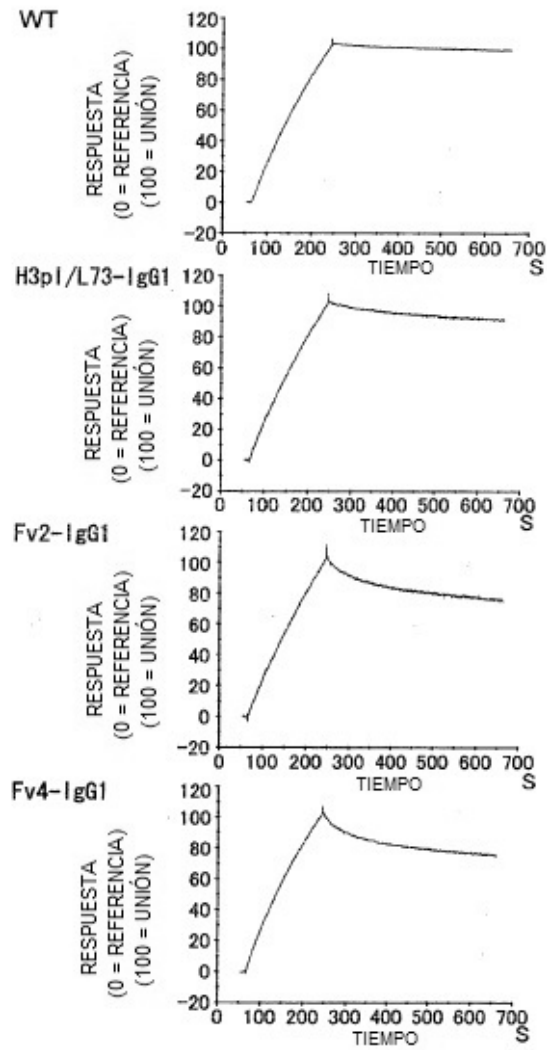 WT
120
100
80
60
40
20
0
-20
RESPUESTA
(0 = REFERENCIA)
(100 = UNIÓN)
0 100 200 300 400 500 600 700
TIEMPO S
H3pI/L73-IgG1
120
100
80
60
40
20
0
-20
RESPUESTA
(0 = REFERENCIA)
(100 = UNIÓN)
0 100 200 300 400 500 600 700
TIEMPO S
Fv2-IgG1
120
100
80
60
40
20
0
-20
RESPUESTA
(0 = REFERENCIA)
(100 = UNIÓN)
0 100 200 300 400 500 600 700
TIEMPO S
Fv4-IgG1
120
100
80
60
40
20
0
-20
RESPUESTA
(0 = REFERENCIA)
(100 = UNIÓN)
0 100 200 300 400 500 600 700
TIEMPO S